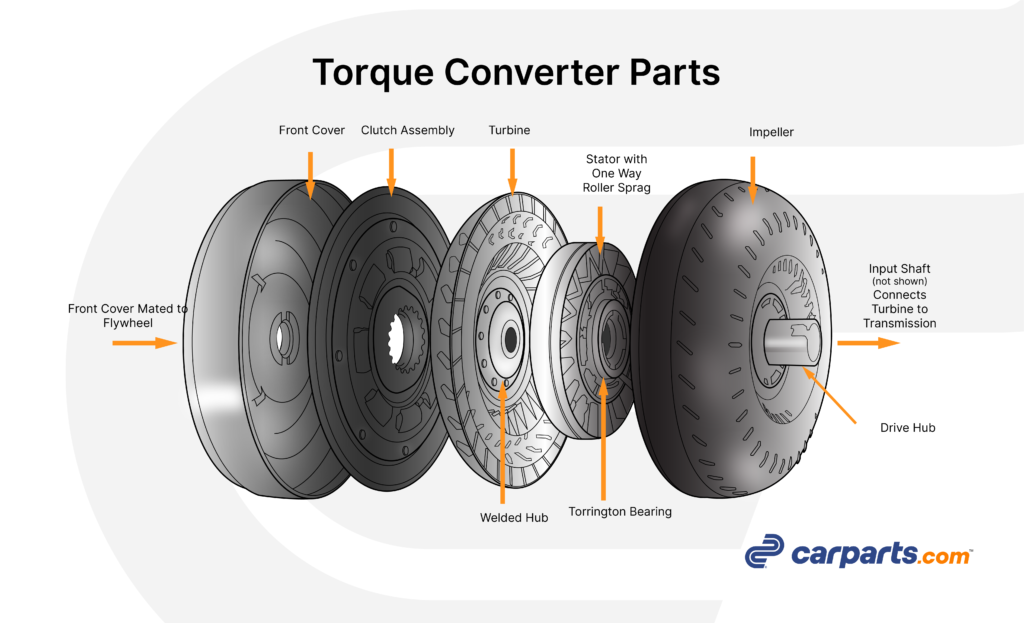 Torque Converter Parts
Front Cover
Clutch Assembly
Turbine
Impeller
Stator with
One Way
Roller Sprag
Front Cover Mated to
Flywheel
Input Shaft
(not shown)
Connects
Turbine to
Transmission
Drive Hub
Welded Hub
Torrington Bearing
carparts.com™